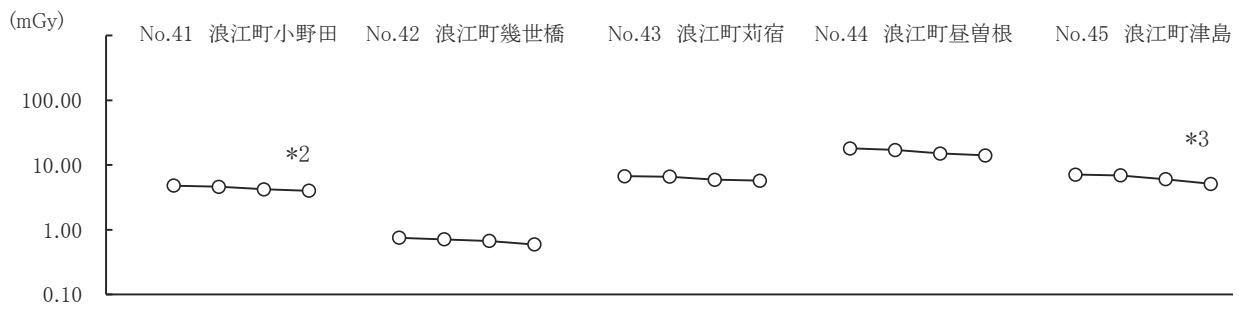 (mGy)
No.41 浪江町小野田
No.42 浪江町幾世橋
No.43 浪江町苅宿
No.44 浪江町昼曽根
No.45 浪江町津島
100.00
*3
*2
10.00
1.00
0.10